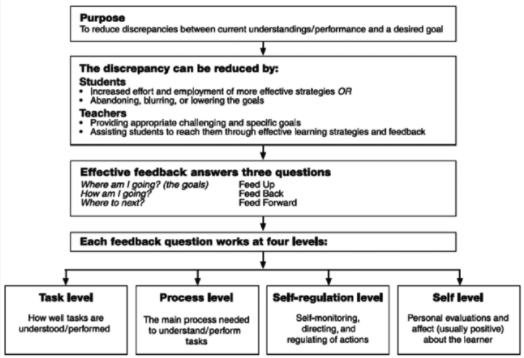 Purpose
To reduce discrepancies between current understandings/performance and a desired goal
The discrepancy can be reduced by:
Students
• Increased effort and employment of more effective strategies OR
• Abandoning, blurring, or lowering the goals
Teachers
• Providing appropriate challenging and specific goals
• Assisting students to reach them through effective learning strategies and feedback
Effective feedback answers three questions
Where am I going? (the goals) Feed Up
How am I going? Feed Back
Where to next? Feed Forward
Each feedback question works at four levels:
Task level
How well tasks are
understood/performed
Process level
The main process needed
to understand/perform
tasks
Self-regulation level
Self-monitoring,
directing, and
regulating of actions
Self level
Personal evaluations and
affect (usually positive)
about the learner